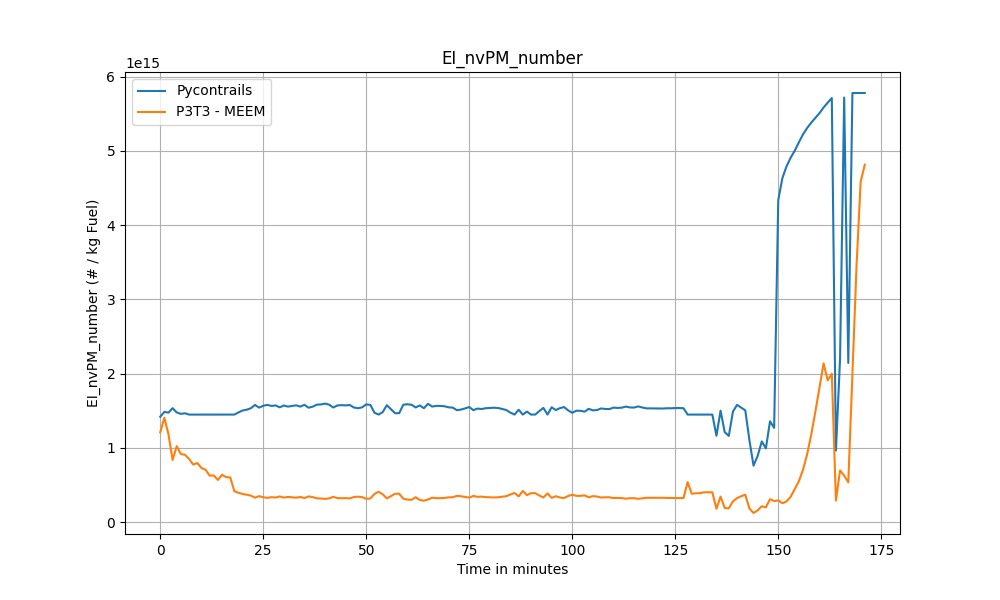 EI_nvPM_number
1e15
Pycontrails
P3T3 - MEEM
6
5
4
3
2
1
0
EI_nvPM_number (# / kg Fuel)
0 25 50 75 100 125 150 175
Time in minutes